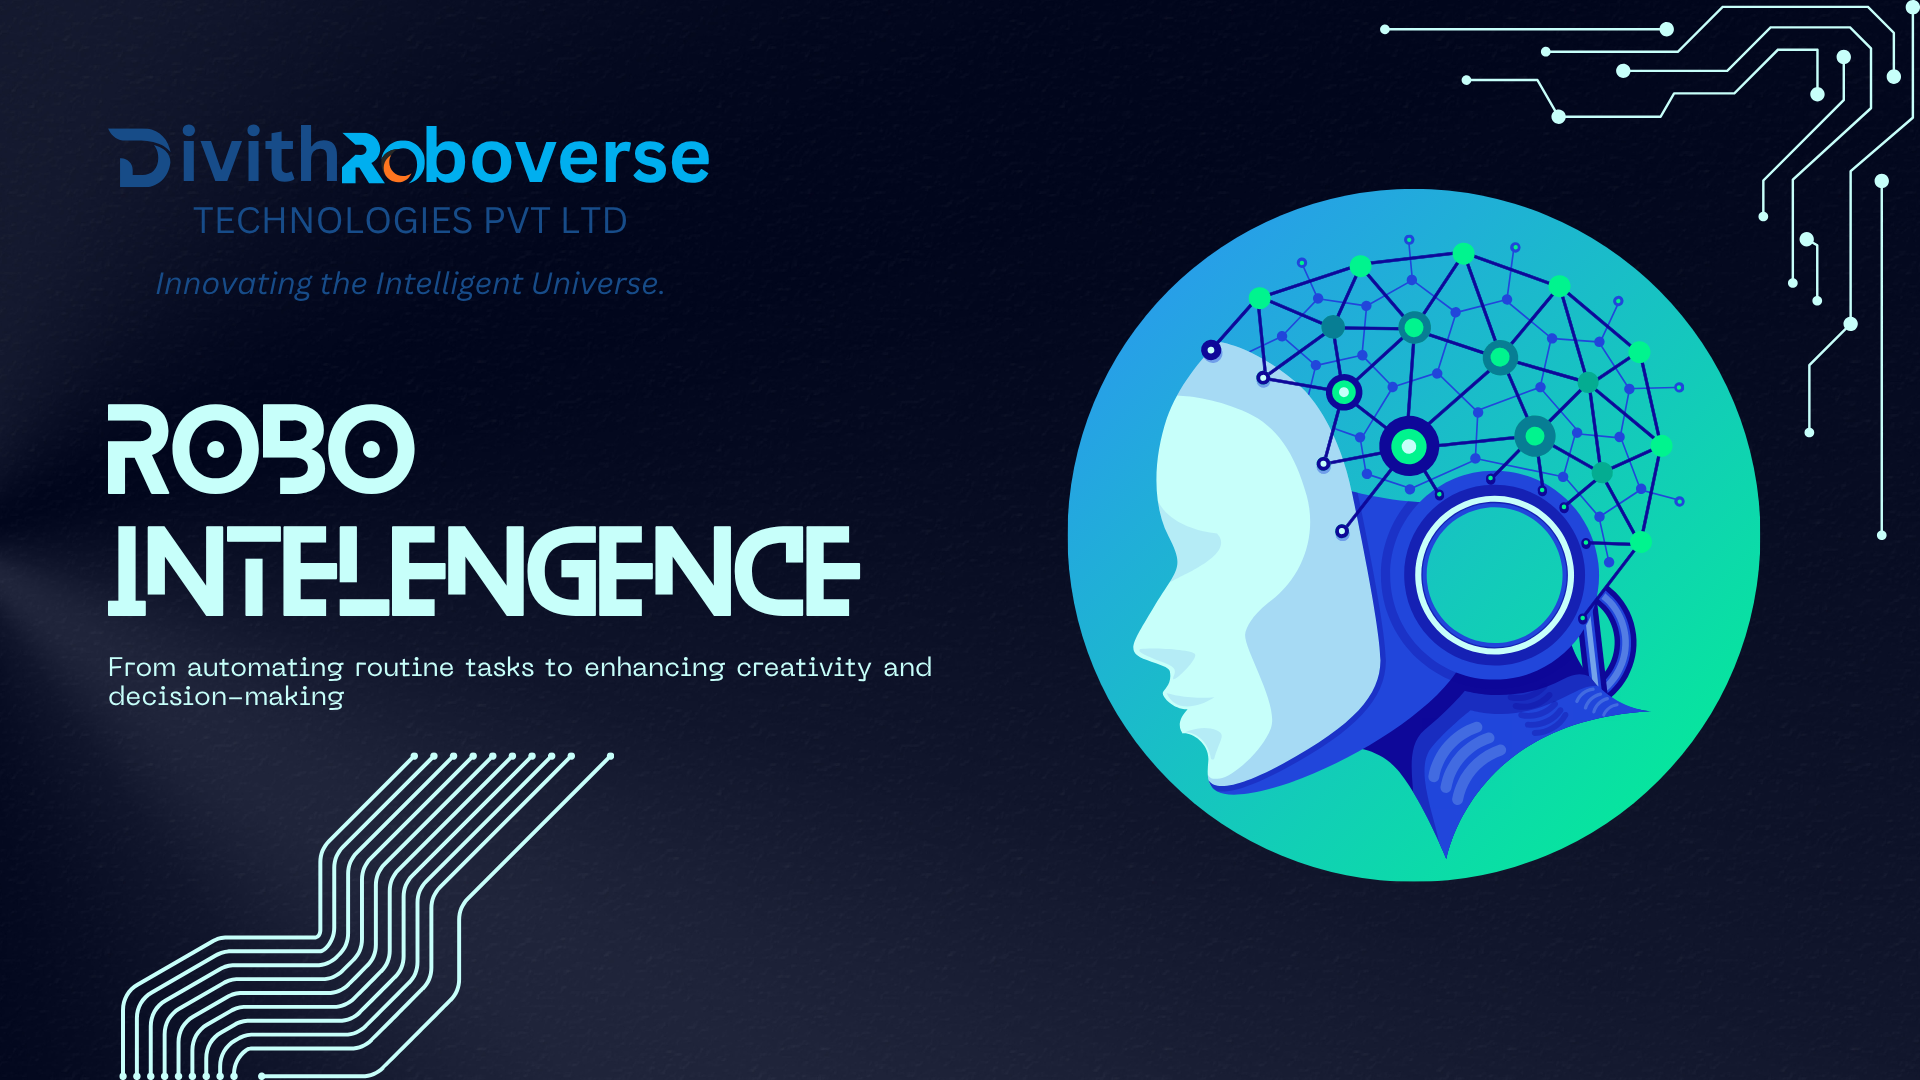 DivithRoboverse
TECHNOLOGIES PVT LTD
Innovating the Intelligent Universe.
ROBO
INTELENGENCE
From automating routine tasks to enhancing creativity and
decision-making